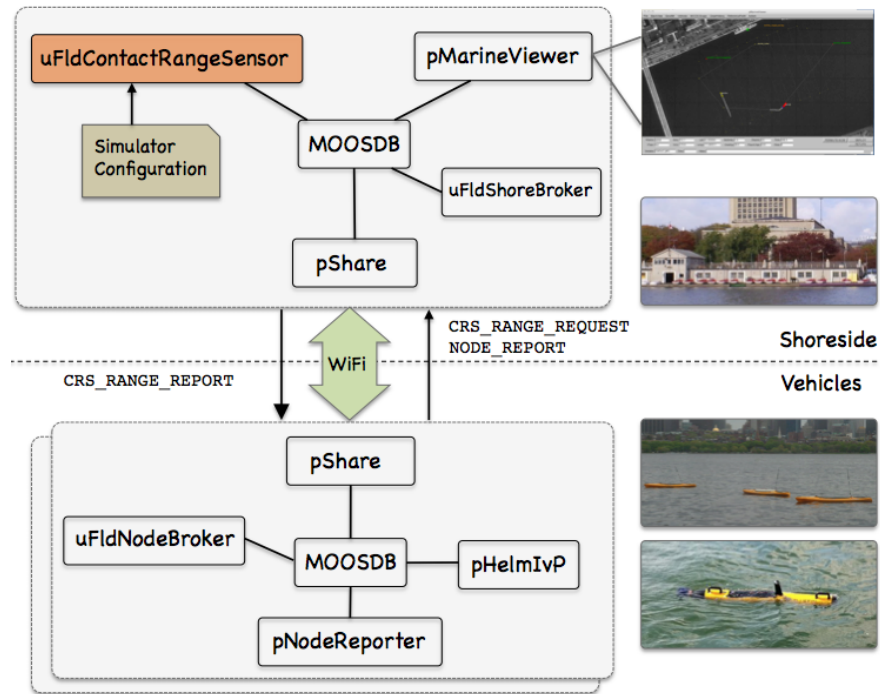 uFldContactRangeSensor
pMarineViewer
Simulator
Configuration
MOOSDB
uFldShoreBroker
pShare
CRS_RANGE_REQUEST
NODE_REPORT
Shoreside
WiFi
CRS_RANGE_REPORT
Vehicles
pShare
uFldNodeBroker
MOOSDB
pHelmIvP
pNodeReporter